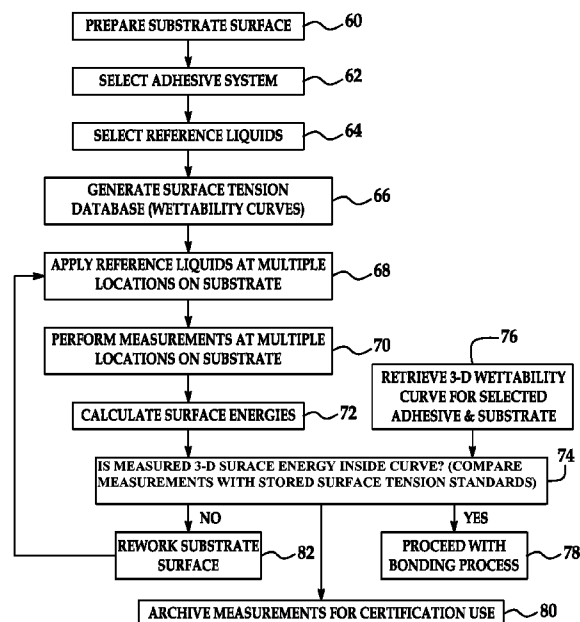 PREPARE SUBSTRATE SURFACE
60
SELECT ADHESIVE SYSTEM
62
SELECT REFERENCE LIQUIDS
64
GENERATE SURFACE TENSION
DATABASE (WETTABILITY CURVES)
66
APPLY REFERENCE LIQUIDS AT MULTIPLE
LOCATIONS ON SUBSTRATE
68
PERFORM MEASUREMENTS AT MULTIPLE
LOCATIONS ON SUBSTRATE
70
76
RETRIEVE 3-D WETTABILITY
CURVE FOR SELECTED
ADHESIVE & SUBSTRATE
CALCULATE SURFACE ENERGIES
72
IS MEASURED 3-D SURACE ENERGY INSIDE CURVE? (COMPARE
MEASUREMENTS WITH STORED SURFACE TENSION STANDARDS)
74
NO
YES
REWORK SUBSTRATE
SURFACE
82
PROCEED WITH
BONDING PROCESS
78
ARCHIVE MEASUREMENTS FOR CERTIFICATION USE
80